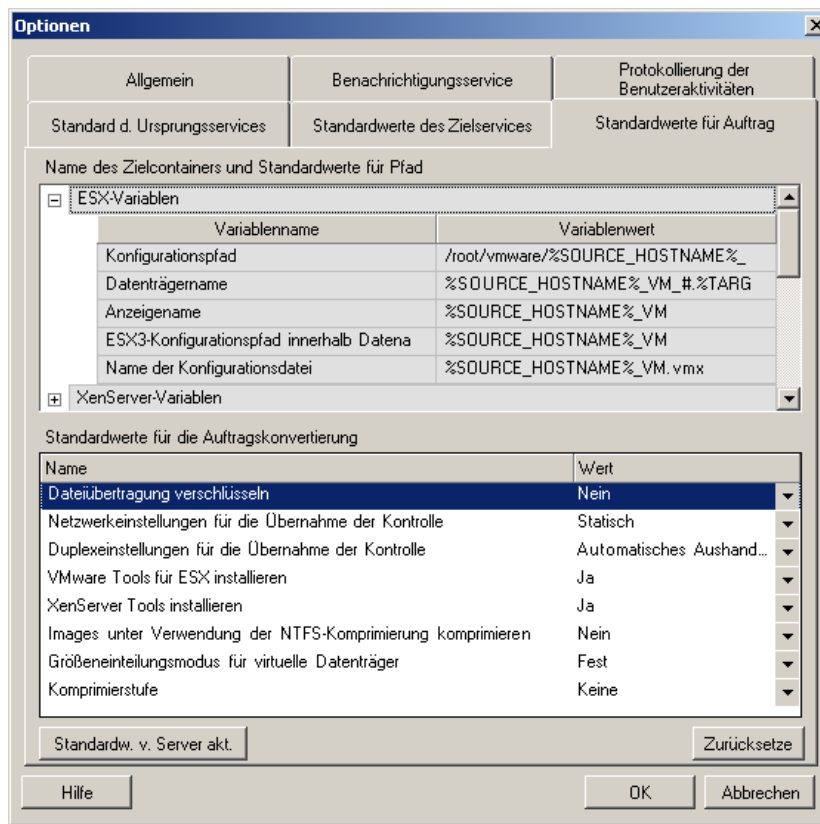 Optionen
Allgemein
Benachrichtigungsservice
Protokollierung der
Benutzeraktivitäten
Standard d. Ursprungsservices
Standardwerte des Zielservices
Standardwerte für Auftrag
Name des Zielcontainers und Standardwerte für Pfad
ESX-Variablen
Variablenname Variablenwert
Konfigurationspfad /root/vmware/%SOURCE_HOSTNAME%_
Datenträgername %SOURCE_HOSTNAME%_VM_#.%TARG
Anzeigename %SOURCE_HOSTNAME%_VM
ESX3-Konfigurationspfad innerhalb Datena %SOURCE_HOSTNAME%_VM
Name der Konfigurationsdatei %SOURCE_HOSTNAME%_VM.vmx
XenServer-Variablen
Standardwerte für die Auftragskonvertierung
Name Wert
Dateiübertragung verschlüsseln Nein
Netzwerkeinstellungen für die Übernahme der Kontrolle Statisch
Duplexeinstellungen für die Übernahme der Kontrolle Automatisches Aushand...
VMware Tools für ESX installieren Ja
XenServer Tools installieren Ja
Images unter Verwendung der NTFS-Komprimierung komprimieren Nein
Größeneinteilungsmodus für virtuelle Datenträger Fest
Komprimierstufe Keine
Standardw. v. Server akt.
Zurücksetze
Hilfe
OK
Abbrechen